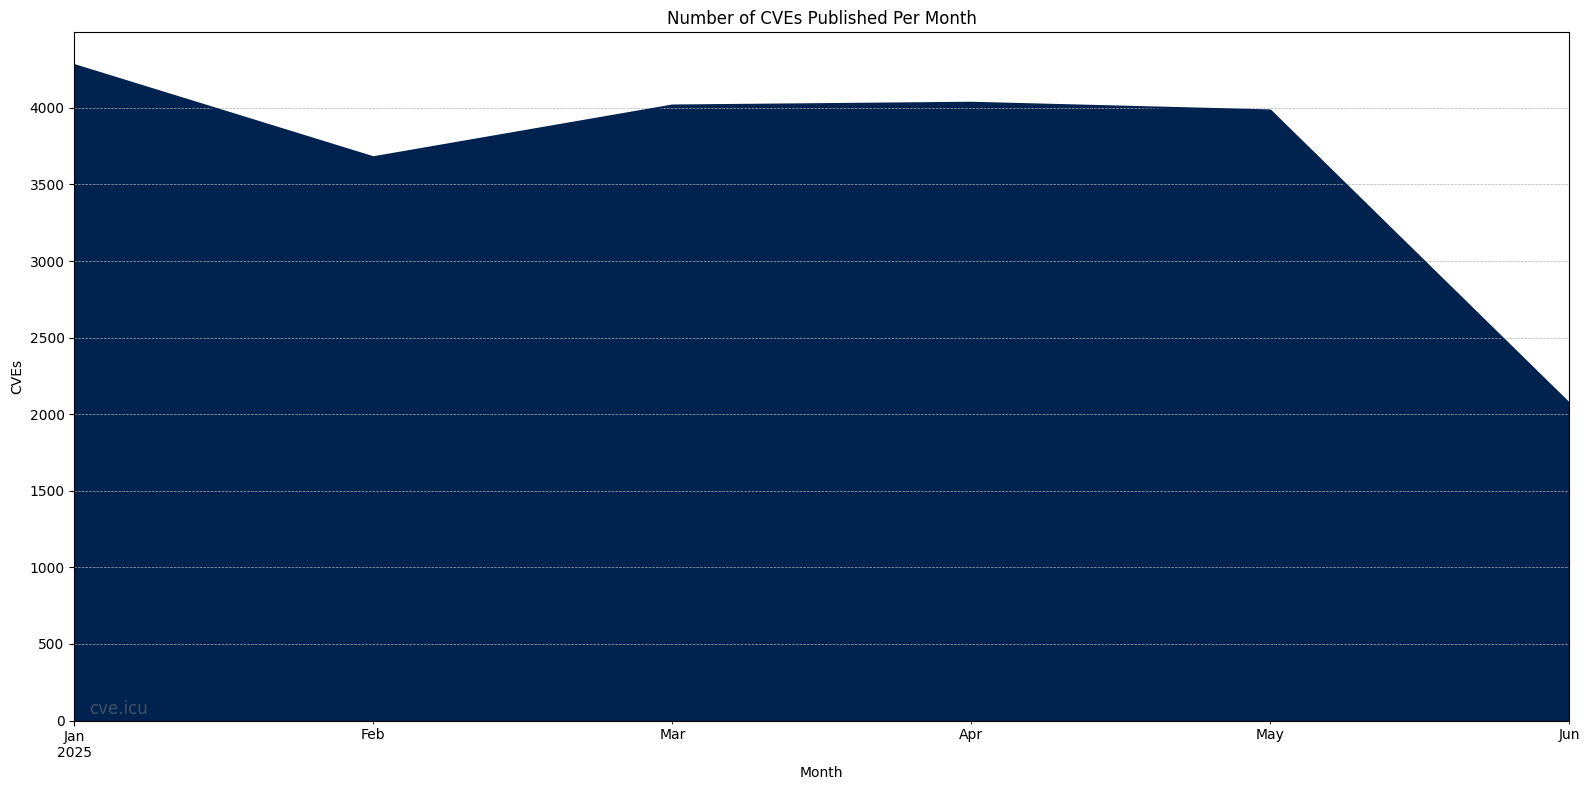 Number of CVEs Published Per Month
CVEs
4000
3500
3000
2500
2000
1500
1000
500
0
cve.icu
Jan Feb Mar Apr May Jun
2025
Month